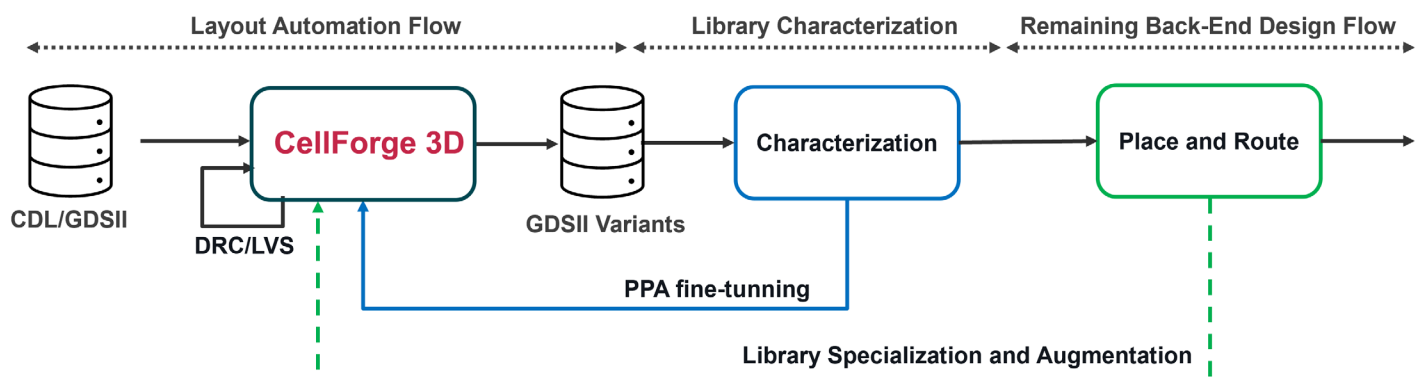 Layout Automation Flow
Library Characterization
Remaining Back-End Design Flow
CellForge 3D
Characterization
Place and Route
CDL/GDSII
GDSII Variants
DRC/LVS
PPA fine-tunning
Library Specialization and Augmentation